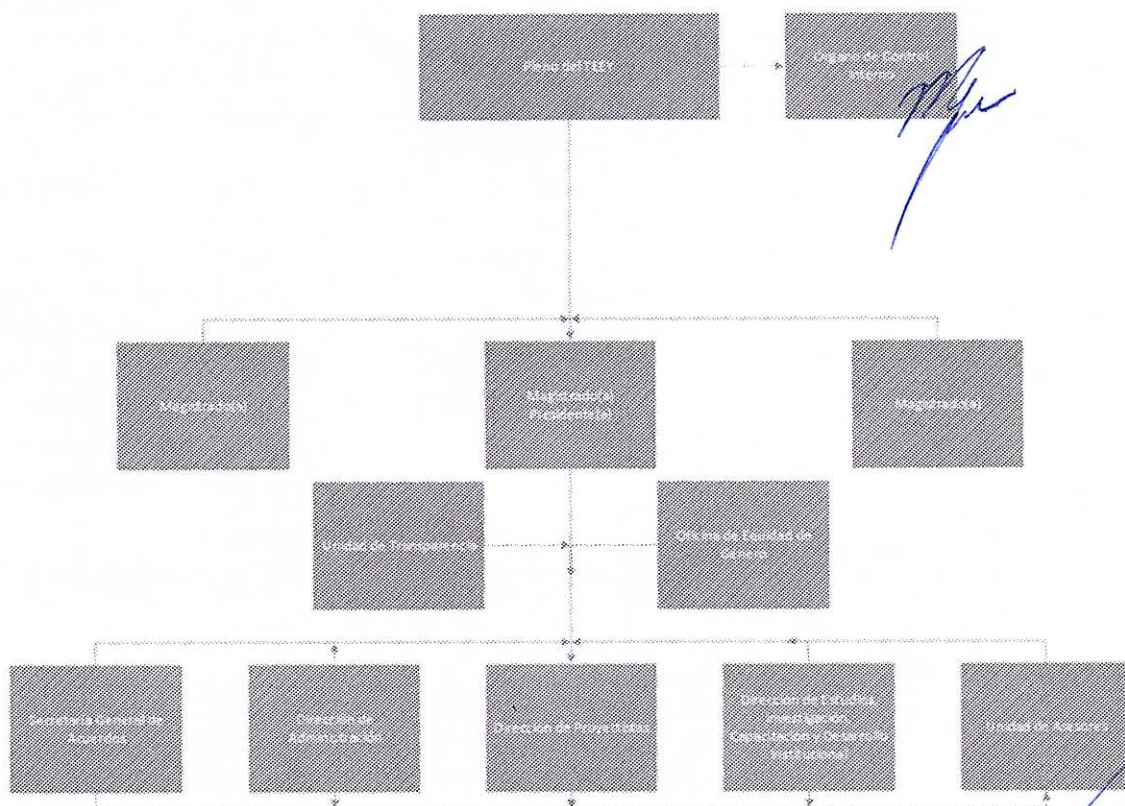 Pleno del TEEY
Órgano de Control
Interno
Magistrado(a)
Magistrado(a)
Presidente(a)
Magistrado(a)
Unidad de Transparencia
Oficina de Equidad de
Género
Secretaría General de
Acuerdos
Dirección de
Administración
Dirección de Proyectistas
Dirección de Estudios,
Investigación,
Capacitación y Desarrollo
Institucional
Unidad de Asesores